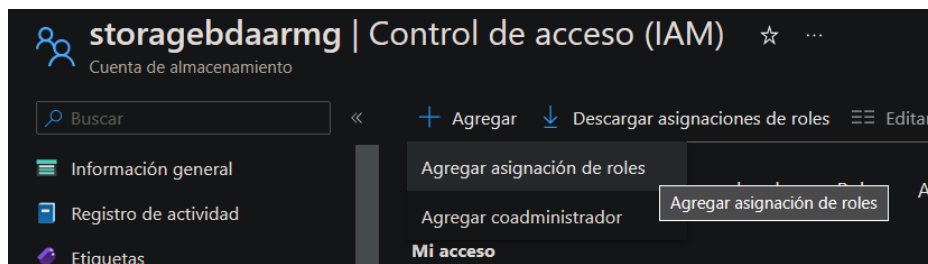 storagebdaarmg | Control de acceso (IAM)
Cuenta de almacenamiento
Buscar
Agregar
Descargar asignaciones de roles
Editar
Información general
Agregar asignación de roles
Agregar asignación de roles
Registro de actividad
Agregar coadministrador
Etiquetas
Mi acceso